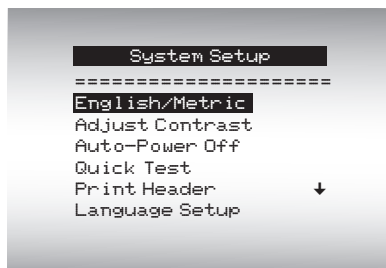 System Setup
=====================
English/Metric
Adjust Contrast
Auto-Power Off
Quick Test
Print Header ↓
Language Setup